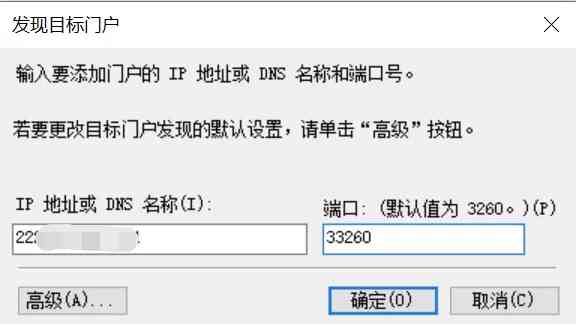 发现目标门户
输入要添加门户的 IP 地址或 DNS 名称和端口号。
若要更改目标门户发现的默认设置，请单击“高级”按钮。
IP 地址或 DNS 名称(I):
端口: (默认值为 3260。)(P)
33260
高级(A)...
确定(O)
取消(C)